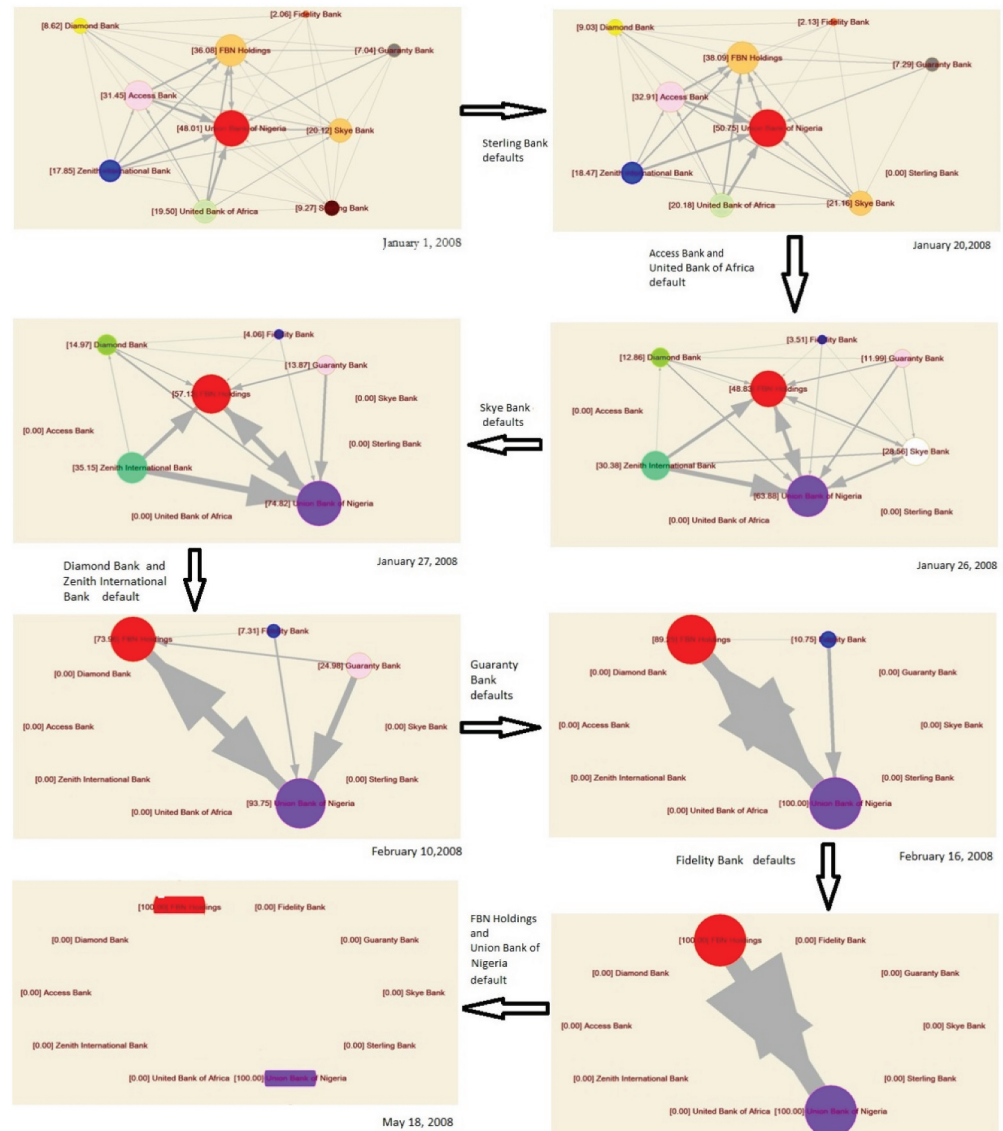 [2.06] Fidelity Bank
[8.62] Diamond Bank
[36.08] FBN Holdings
[7.04] Guaranty Bank
[31.45] Access Bank
[48.01] Union Bank of Nigeria
[20.12] Skye Bank
[17.85] Zenith International Bank
[19.50] United Bank of Africa
[9.27] Sterling Bank
January 1, 2008
Sterling Bank
defaults
[2.13] Fidelity Bank
[9.03] Diamond Bank
[38.09] FBN Holdings
[7.29] Guaranty Bank
[32.91] Access Bank
[50.75] Union Bank of Nigeria
[18.47] Zenith International Bank
[0.00] Sterling Bank
[20.18] United Bank of Africa
[21.16] Skye Bank
January 20,2008
Access Bank and
United Bank of Africa
default
[3.51] Fidelity Bank
[12.86] Diamond Bank
[11.99] Guaranty Bank
[48.83] FBN Holdings
[0.00] Access Bank
[28.56] Skye Bank
[30.38] Zenith International Bank
[63.88] Union Bank of Nigeria
[0.00] Sterling Bank
[0.00] United Bank of Africa
January 26, 2008
Skye Bank
defaults
[4.06] Fidelity Bank
[14.97] Diamond Bank
[13.87] Guaranty Bank
FBN Holdings
[0.00] Skye Bank
[0.00] Access Bank
[0.00] Sterling Bank
[35.15] Zenith International Bank
[74.82] Union Bank of Nigeria
[0.00] United Bank of Africa
January 27, 2008
Diamond Bank and
Zenith International
Bank default
FBN Holdings
[7.31] Fidelity Bank
[24.98] Guaranty Bank
[0.00] Diamond Bank
[0.00] Access Bank
[0.00] Skye Bank
[0.00] Zenith International Bank
[0.00] Sterling Bank
[93.75] Union Bank of Nigeria
[0.00] United Bank of Africa
February 10,2008
Guaranty
Bank
defaults
FBN Holdings
[10.75] Fidelity Bank
[0.00] Diamond Bank
[0.00] Guaranty Bank
[0.00] Access Bank
[0.00] Skye Bank
[0.00] Zenith International Bank
[0.00] Sterling Bank
[100.00] Union Bank of Nigeria
[0.00] United Bank of Africa
February 16, 2008
Fidelity Bank defaults
[100.00] FBN Holdings
[0.00] Fidelity Bank
[0.00] Diamond Bank
[0.00] Guaranty Bank
[0.00] Access Bank
[0.00] Skye Bank
[0.00] Zenith International Bank
[0.00] Sterling Bank
[0.00] United Bank of Africa [100.00] Union Bank of Nigeria
FBN Holdings
and
Union Bank of
Nigeria
default
[100.00] FBN Holdings
[0.00] Fidelity Bank
[0.00] Diamond Bank
[0.00] Guaranty Bank
[0.00] Access Bank
[0.00] Skye Bank
[0.00] Zenith International Bank
[0.00] Sterling Bank
[0.00] United Bank of Africa [100.00] Union Bank of Nigeria
May 18, 2008